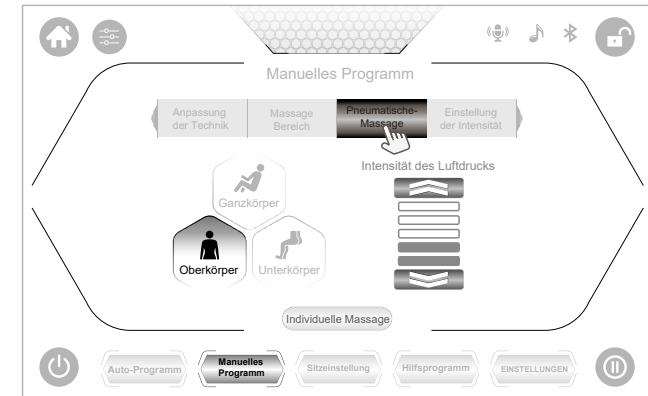 Manuelles Programm
Anpassung
der Technik
Massage
Bereich
Pneumatische-
Massage
Einstellung
der Intensität
Intensität des Luftdrucks
Ganzkörper
Oberkörper
Unterkörper
Individuelle Massage
Auto-Programm
Manuelles
Programm
Sitzeinstellung
Hilfsprogramm
EINSTELLUNGEN